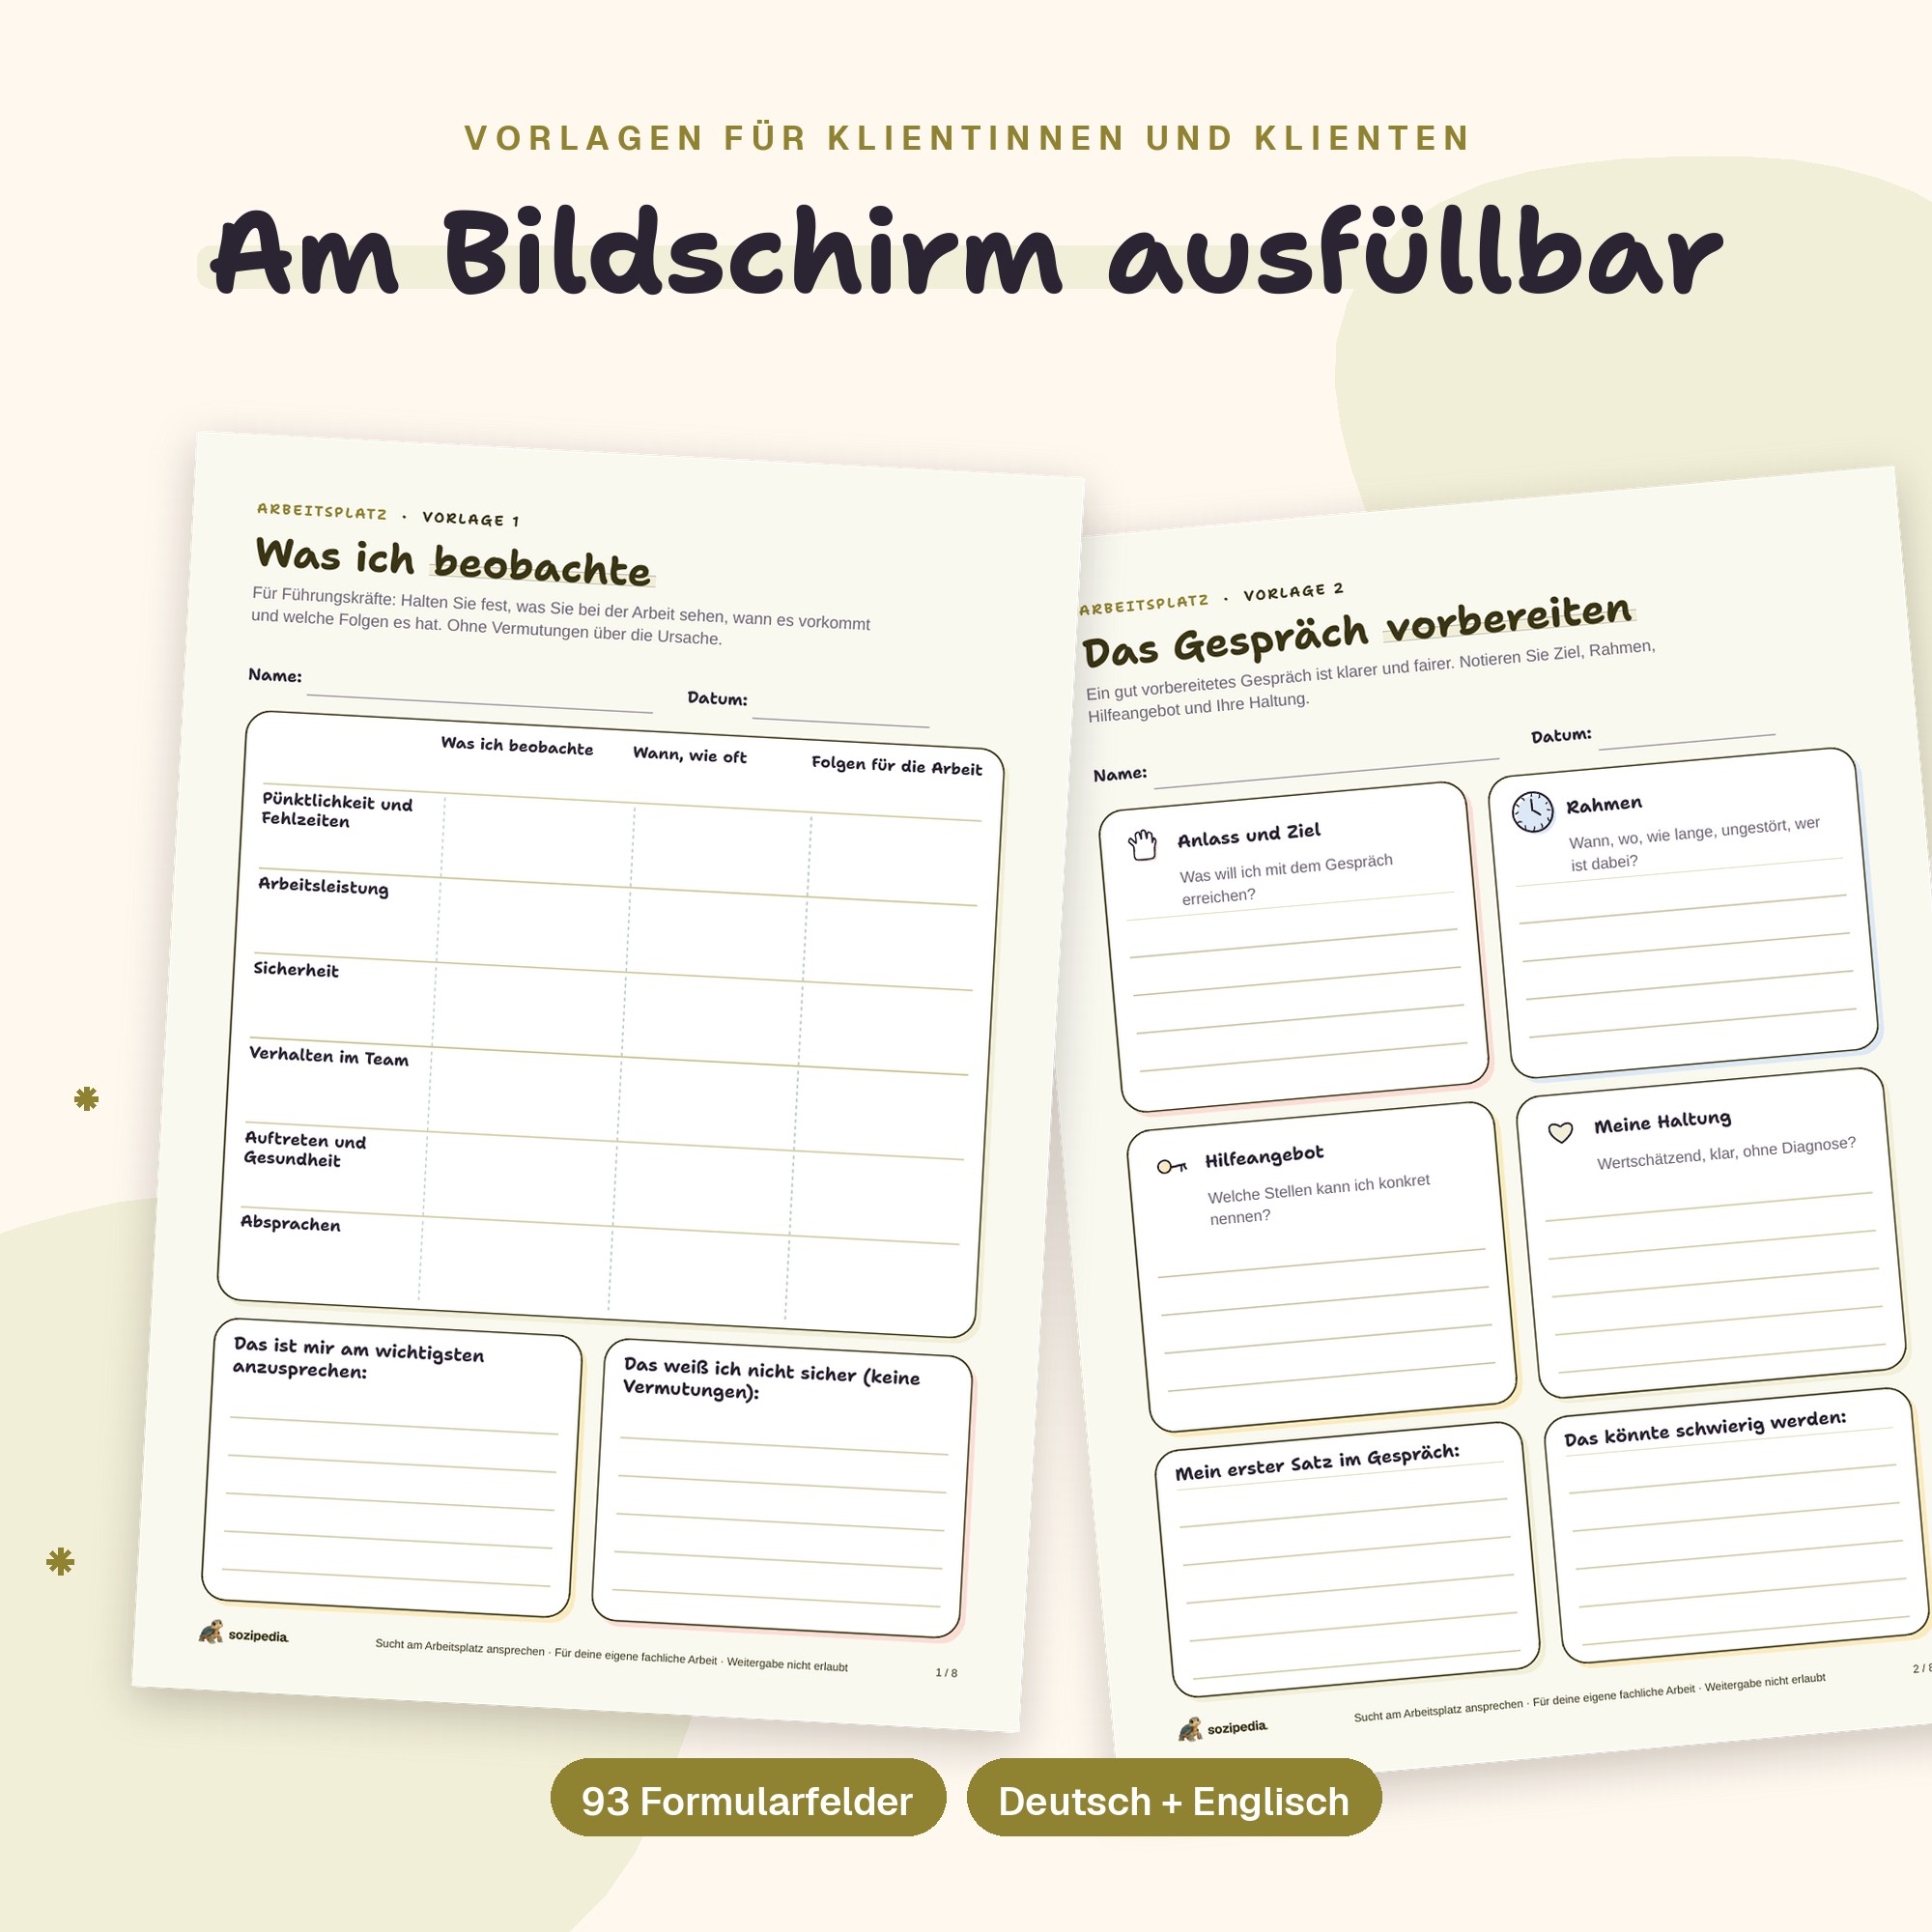 VORLAGEN FÜR KLIENTINNEN UND KLIENTEN
Am Bildschirm ausfüllbar
ARBEITSPLATZ · VORLAGE 1
Was ich beobachte
Für Führungskräfte: Halten Sie fest, was Sie bei der Arbeit sehen, wann es vorkommt
und welche Folgen es hat. Ohne Vermutungen über die Ursache.
Name:
Datum:
Was ich beobachte
Wann, wie oft
Folgen für die Arbeit
Pünktlichkeit und
Fehlzeiten
Arbeitsleistung
Sicherheit
Verhalten im Team
Auftreten und
Gesundheit
Absprachen
Das ist mir am wichtigsten
anzusprechen:
Das weiß ich nicht sicher (keine
Vermutungen):
sozipedia.
Sucht am Arbeitsplatz ansprechen · Für deine eigene fachliche Arbeit · Weitergabe nicht erlaubt
1 / 8
ARBEITSPLATZ · VORLAGE 2
Das Gespräch vorbereiten
Ein gut vorbereitetes Gespräch ist klarer und fairer. Notieren Sie Ziel, Rahmen,
Hilfeangebot und Ihre Haltung.
Name:
Datum:
Anlass und Ziel
Was will ich mit dem Gespräch
erreichen?
Rahmen
Wann, wo, wie lange, ungestört, wer
ist dabei?
Hilfeangebot
Welche Stellen kann ich konkret
nennen?
Meine Haltung
Wertschätzend, klar, ohne Diagnose?
Mein erster Satz im Gespräch:
Das könnte schwierig werden:
sozipedia.
Sucht am Arbeitsplatz ansprechen · Für deine eigene fachliche Arbeit · Weitergabe nicht erlaubt
2 / 8
93 Formularfelder
Deutsch + Englisch